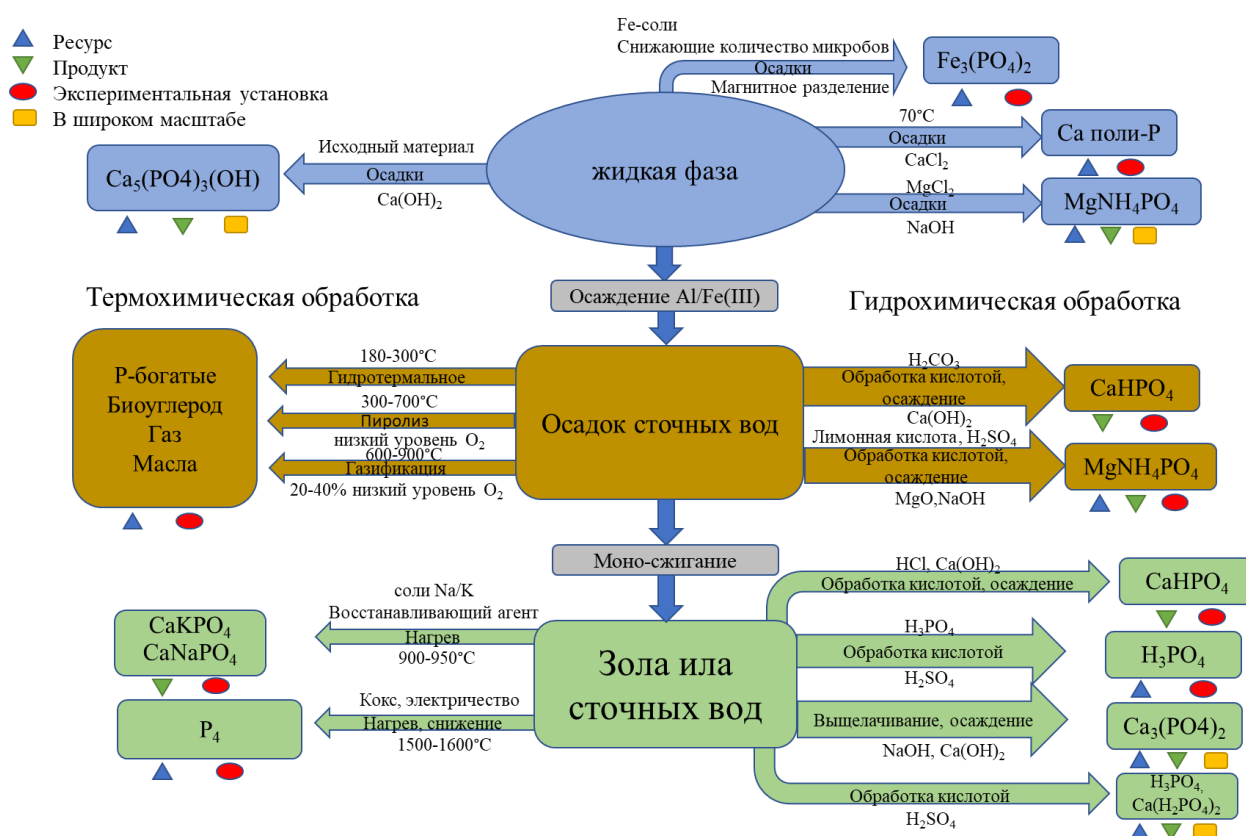 Ресурс
Продукт
Экспериментальная установка
В широком масштабе
Fe-соли
Снижающие количество микробов
Осадки
Магнитное разделение
Fe₃(PO₄)₂
Исходный материал
Осадки
Ca(OH)₂
Ca₅(PO4)₃(OH)
жидкая фаза
70°C
Осадки
CaCl₂
Ca поли-P
MgCl₂
Осадки
NaOH
MgNH₄PO₄
Осаждение Al/Fe(III)
Термохимическая обработка
Гидрохимическая обработка
P-богатые
Биоуглерод
Газ
Масла
180-300°C
Гидротермальное
300-700°C
Пиролиз
низкий уровень O₂
600-900°C
Газификация
20-40% низкий уровень O₂
Осадок сточных вод
H₂CO₃
Обработка кислотой,
осаждение
Ca(OH)₂
CaHPO₄
Лимонная кислота, H₂SO₄
Обработка кислотой,
осаждение
MgO,NaOH
MgNH₄PO₄
Моно-сжигание
соли Na/K
Восстанавливающий агент
Нагрев
900-950°C
CaKPO₄
CaNaPO₄
Кокс, электричество
Нагрев, снижение
1500-1600°C
P₄
Зола ила
сточных вод
HCl, Ca(OH)₂
Обработка кислотой, осаждение
CaHPO₄
H₃PO₄
Обработка кислотой
H₂SO₄
H₃PO₄
Выщелачивание, осаждение
NaOH, Ca(OH)₂
Ca₃(PO4)₂
Обработка кислотой
H₂SO₄
H₃PO₄,
Ca(H₂PO₄)₂